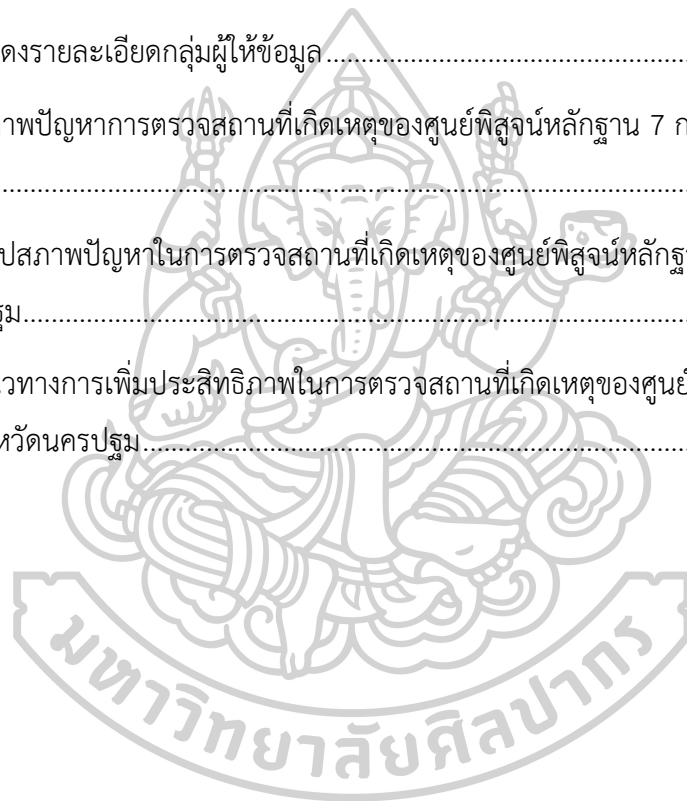 ดงรายละเอียดกลุ่มผู้ให้ข้อมูล........................................................................
าพปัญหาการตรวจสถานที่เกิดเหตุของศูนย์พิสูจน์หลักฐาน 7 ก
........................................................................................................................
ปสภาพปัญหาในการตรวจสถานที่เกิดเหตุของศูนย์พิสูจน์หลักฐ
ฐม.....................................................................................................................
วทางการเพิ่มประสิทธิภาพในการตรวจสถานที่เกิดเหตุของศูนย์
หวัดนครปฐม..................................................................................................
มหาวิทยาลัยศิลปากร